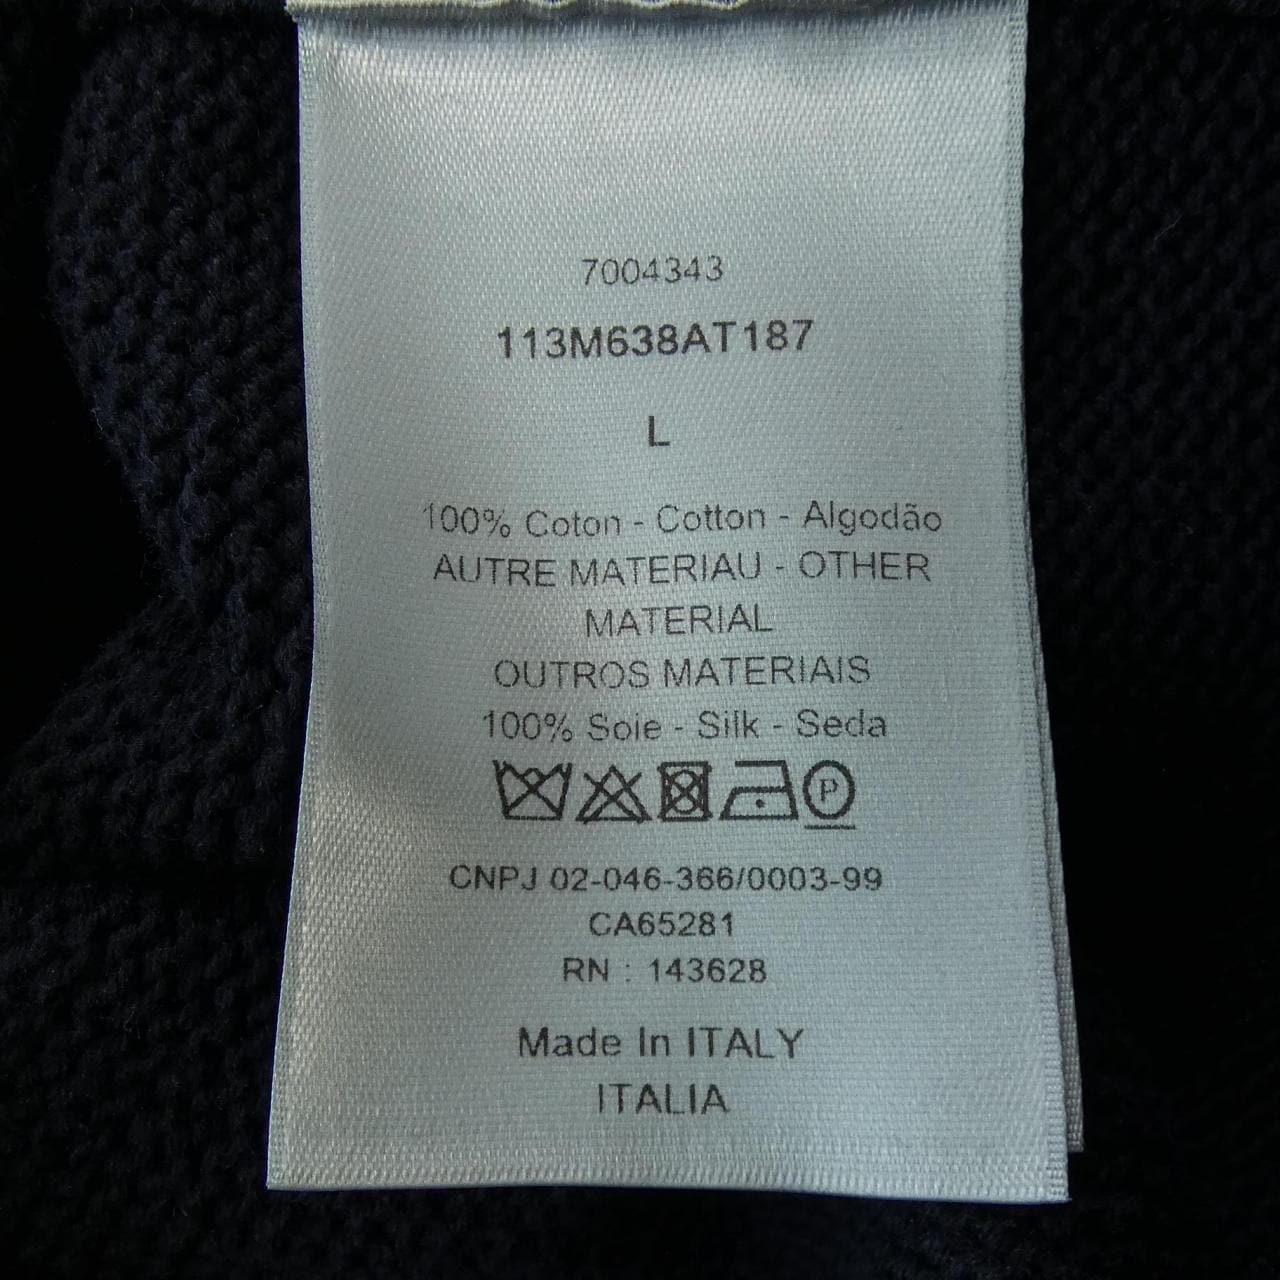 7004343
113M638AT187
L
100% Coton - Cotton - Algodão
AUTRE MATERIAU - OTHER
MATERIAL
OUTROS MATERIAIS
100% Soie - Silk - Seda
P
CNPJ 02-046-366/0003-99
CA65281
RN : 143628
Made In ITALY
ITALIA